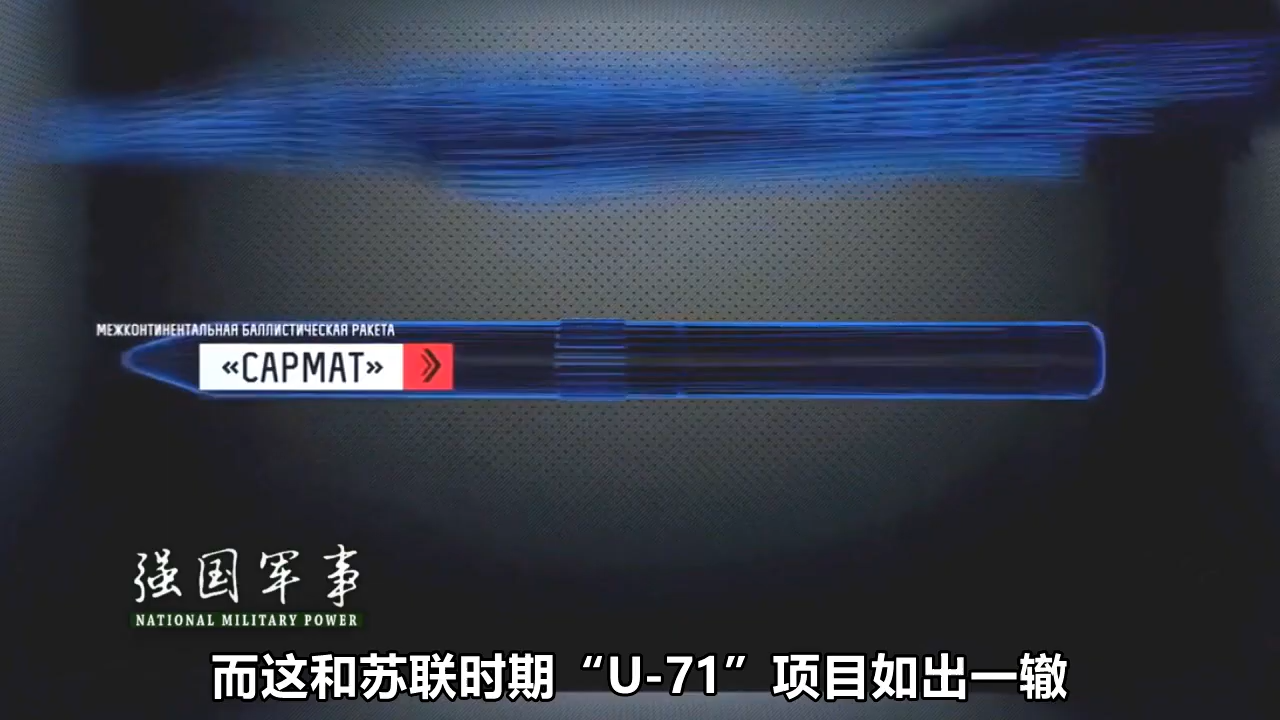 МЕЖКОНТИНЕНТАЛЬНАЯ БАЛЛИСТИЧЕСКАЯ РАКЕТА
«САРМАТ»
强国军事
NATIONAL MILITARY POWER
而这和苏联时期“U-71”项目如出一辙